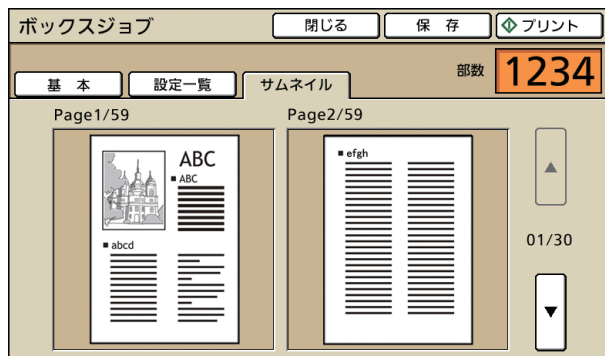 ボックスジョブ 閉じる 保 存 プリント
基 本 設定一覧 サムネイル 部数 1234
Page1/59 Page2/59
ABC
■ ABC
■ abcd
■ efgh
▲
01/30
▼